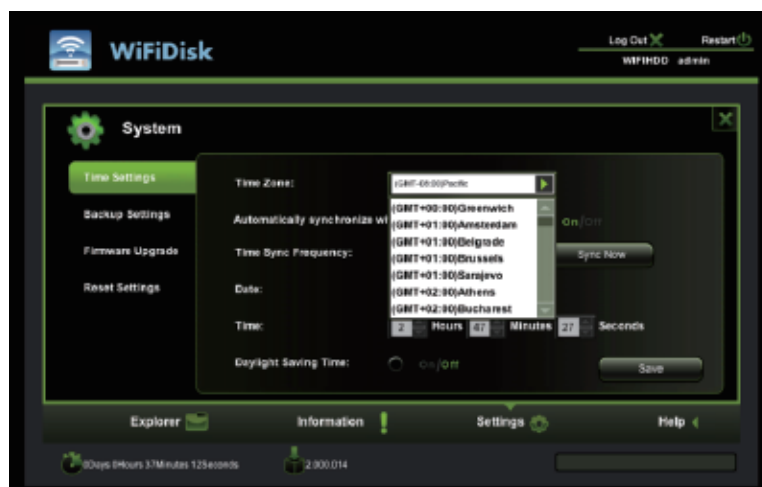 WiFiDisk
Log Out Restart
WIFIHDD admin
System
Time Settings
Backup Settings
Firmware Upgrade
Reset Settings
Time Zone: (GMT-08:00)Pacific
(GMT+00:00)Greenwich
(GMT+01:00)Amsterdam
(GMT+01:00)Belgrade
(GMT+01:00)Brussels
(GMT+01:00)Sarajevo
(GMT+02:00)Athens
(GMT+02:00)Bucharest
Automatically synchronize wi On/Off
Time Sync Frequency: Sync Now
Date:
Time: 2 Hours 47 Minutes 27 Seconds
Daylight Saving Time: On/Off
Save
Explorer Information Settings Help
0Days 0Hours 37Minutes 12Seconds 2.000.014